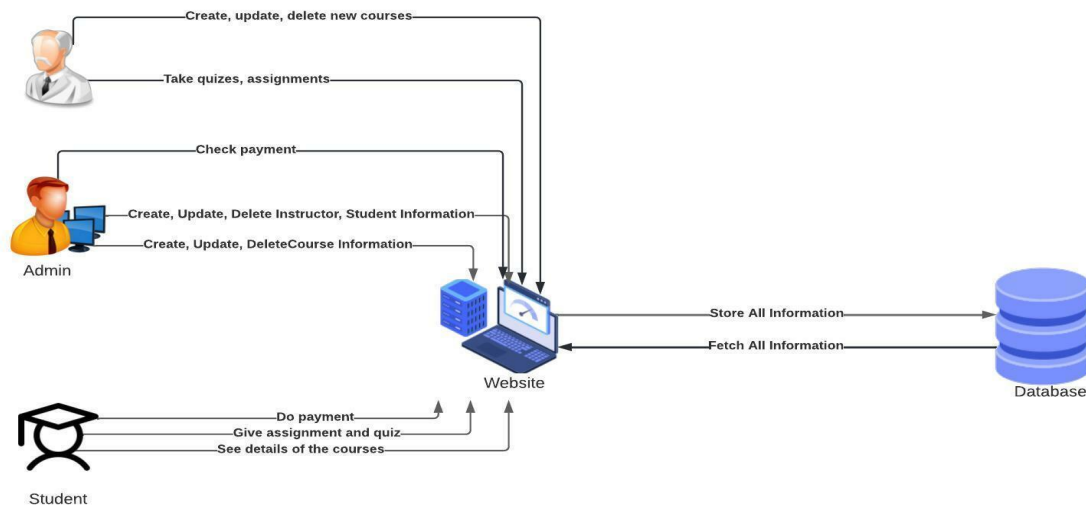 Create, update, delete new courses
Take quizes, assignments
Check payment
Create, Update, Delete Instructor, Student Information
Create, Update, DeleteCourse Information
Admin
Store All Information
Fetch All Information
Website
Database
Do payment
Give assignment and quiz
See details of the courses
Student